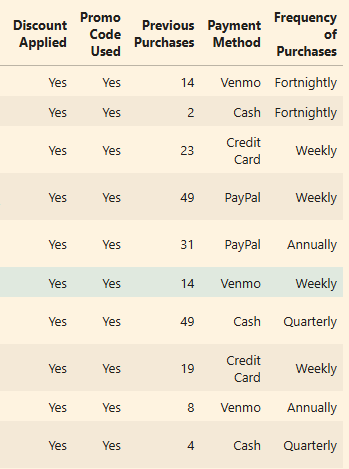 Discount Applied Promo Code Used Previous Purchases Payment Method Frequency of Purchases
Yes Yes 14 Venmo Fortnightly
Yes Yes 2 Cash Fortnightly
Yes Yes 23 Credit Card Weekly
Yes Yes 49 PayPal Weekly
Yes Yes 31 PayPal Annually
Yes Yes 14 Venmo Weekly
Yes Yes 49 Cash Quarterly
Yes Yes 19 Credit Card Weekly
Yes Yes 8 Venmo Annually
Yes Yes 4 Cash Quarterly